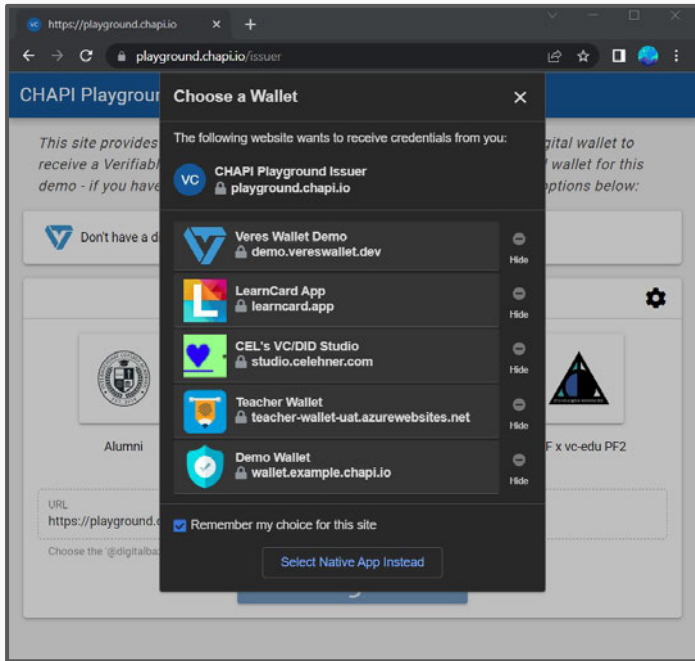 https://playground.chapi.io
playground.chapi.io/issuer
CHAPI Playgrour
Choose a Wallet
This site provides
gital wallet to
receive a Verifiabl
l wallet for this
demo - if you have
options below:
The following website wants to receive credentials from you:
VC
CHAPI Playground Issuer
playground.chapi.io
Don't have a d
Veres Wallet Demo
demo.vereswallet.dev
Hide
LearnCard App
learncard.app
Hide
CEL's VC/DID Studio
studio.celehner.com
Hide
Teacher Wallet
teacher-wallet-uat.azurewebsites.net
Hide
Demo Wallet
wallet.example.chapi.io
Hide
Alumni
F x vc-edu PF2
URL
https://playground.c
Choose the '@digitalba
Remember my choice for this site
Select Native App Instead